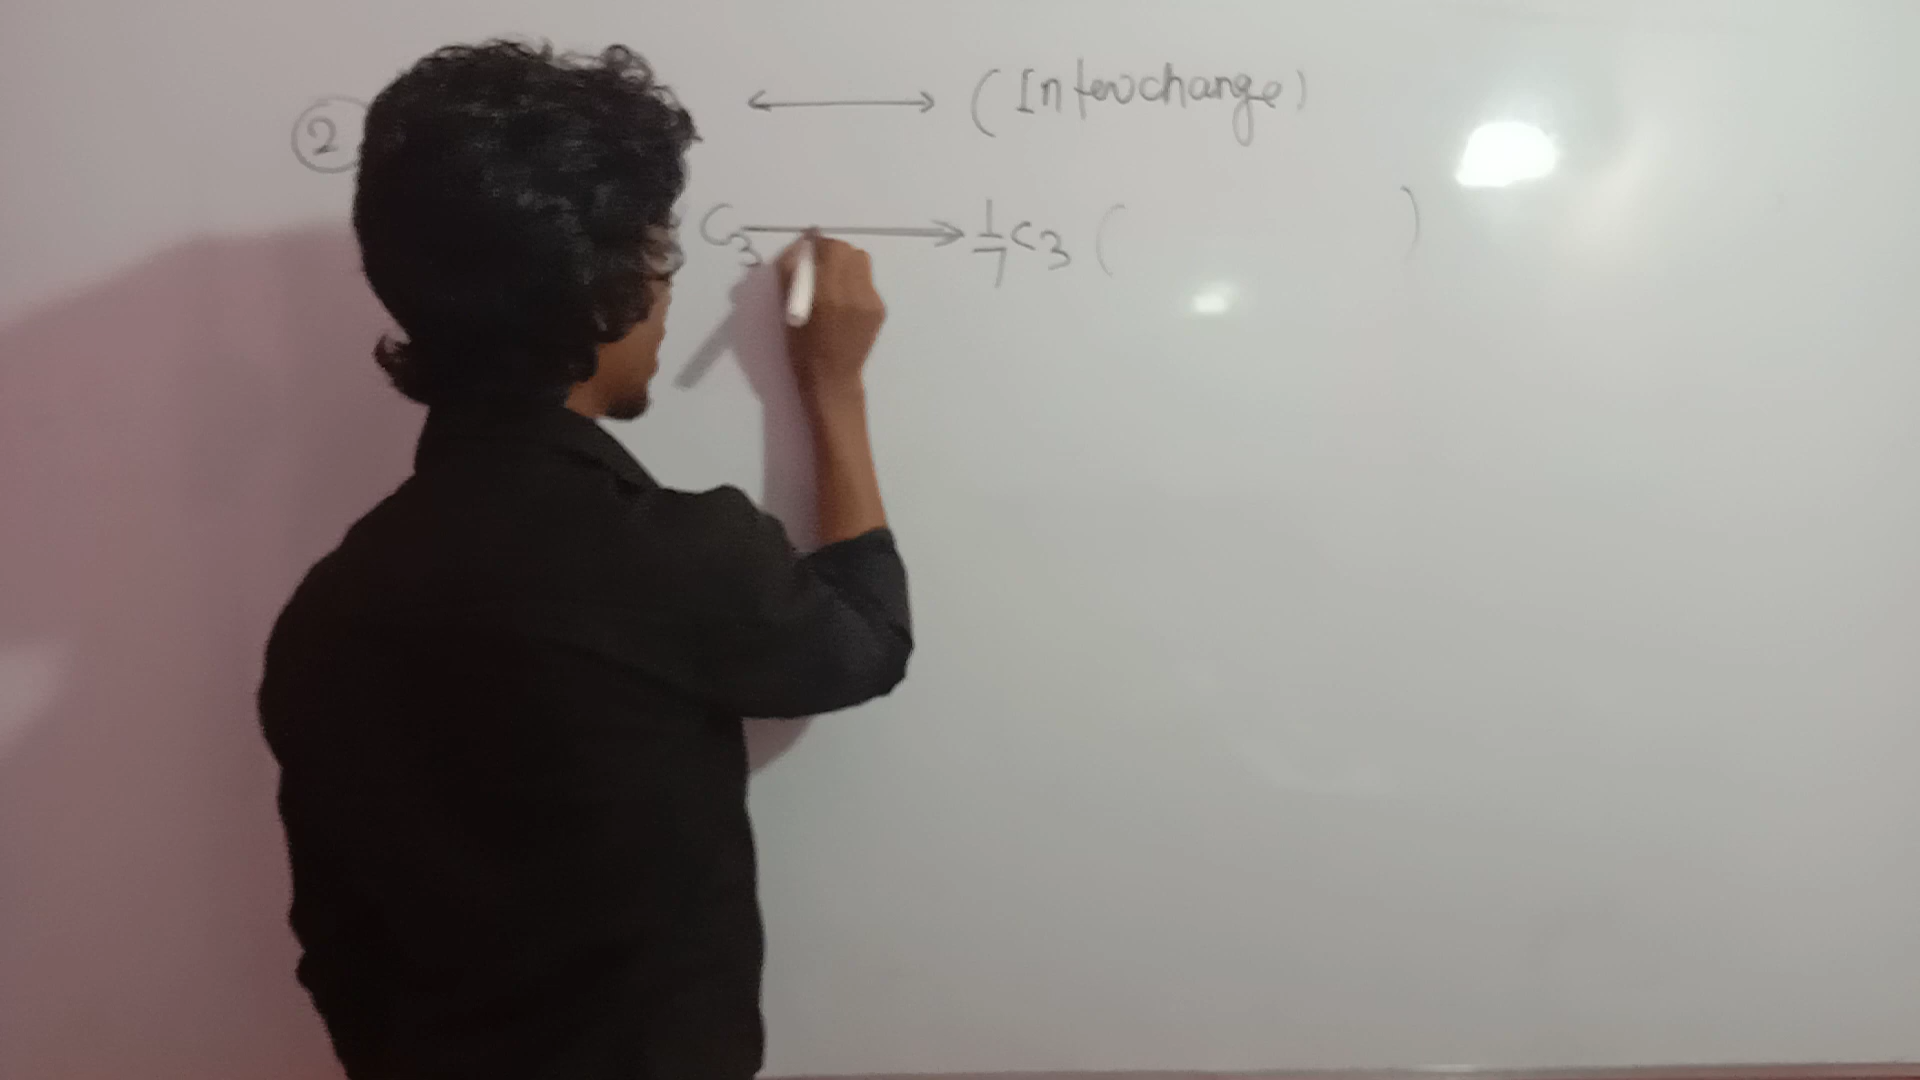 ② ↔ (Interchange)
C₃ → 1/7 C₃ ( )